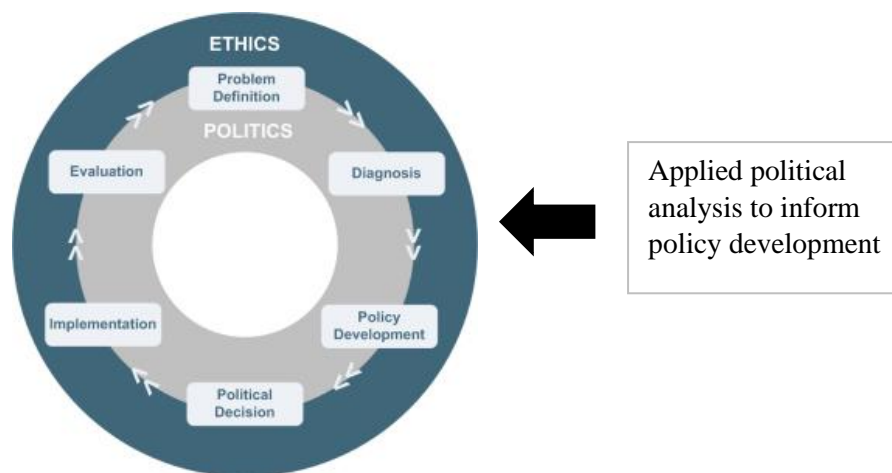 ETHICS
Problem
Definition
POLITICS
Evaluation
Diagnosis
Implementation
Policy
Development
Political
Decision
Applied political
analysis to inform
policy development